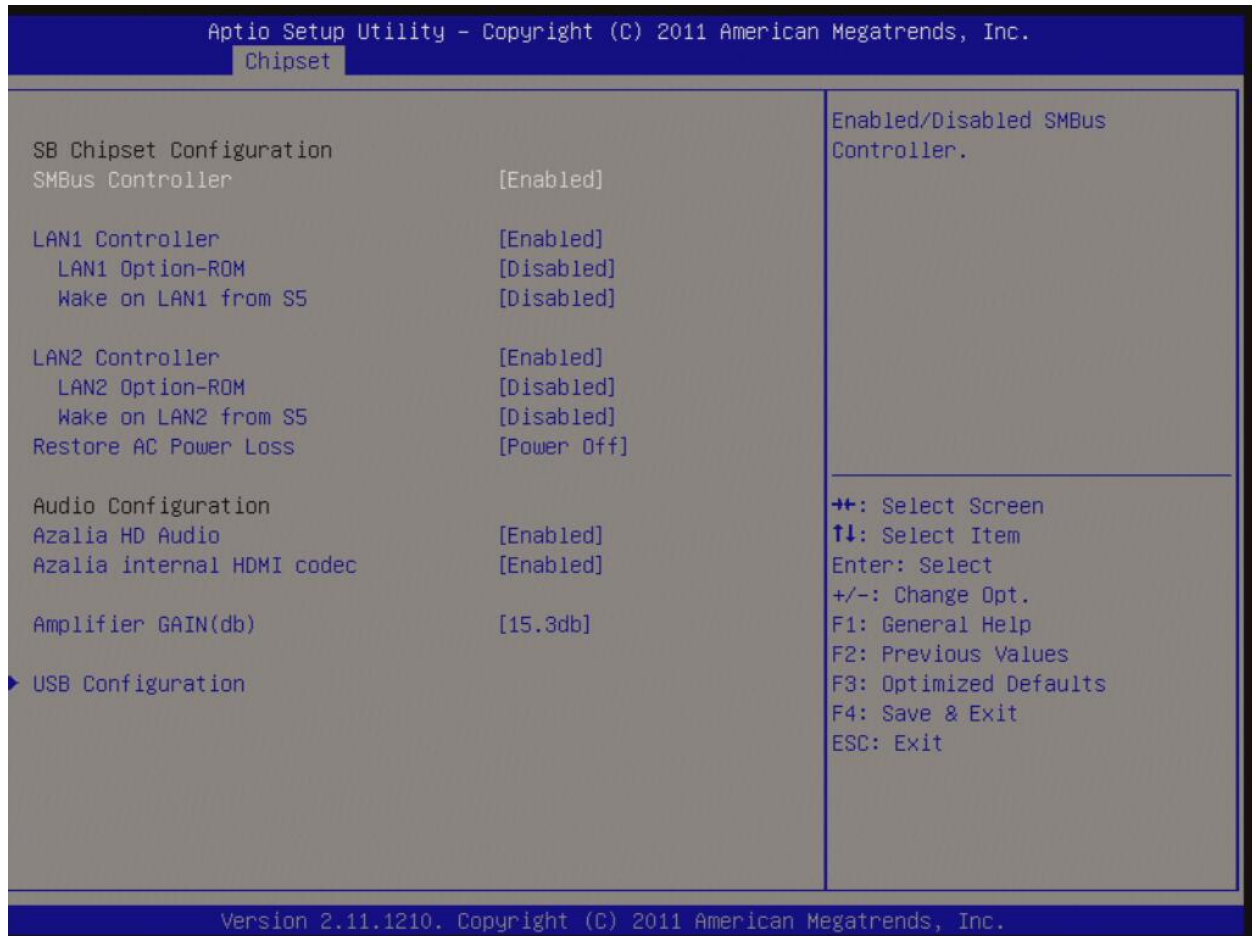 Aptio Setup Utility – Copyright (C) 2011 American Megatrends, Inc.
Chipset
SB Chipset Configuration
SMBus Controller [Enabled]
LAN1 Controller [Enabled]
LAN1 Option-ROM [Disabled]
Wake on LAN1 from S5 [Disabled]
LAN2 Controller [Enabled]
LAN2 Option-ROM [Disabled]
Wake on LAN2 from S5 [Disabled]
Restore AC Power Loss [Power Off]
Audio Configuration
Azalia HD Audio [Enabled]
Azalia internal HDMI codec [Enabled]
Amplifier GAIN(db) [15.3db]
USB Configuration
Enabled/Disabled SMBus
Controller.
→←: Select Screen
↑↓: Select Item
Enter: Select
+/-: Change Opt.
F1: General Help
F2: Previous Values
F3: Optimized Defaults
F4: Save & Exit
ESC: Exit
Version 2.11.1210. Copyright (C) 2011 American Megatrends, Inc.